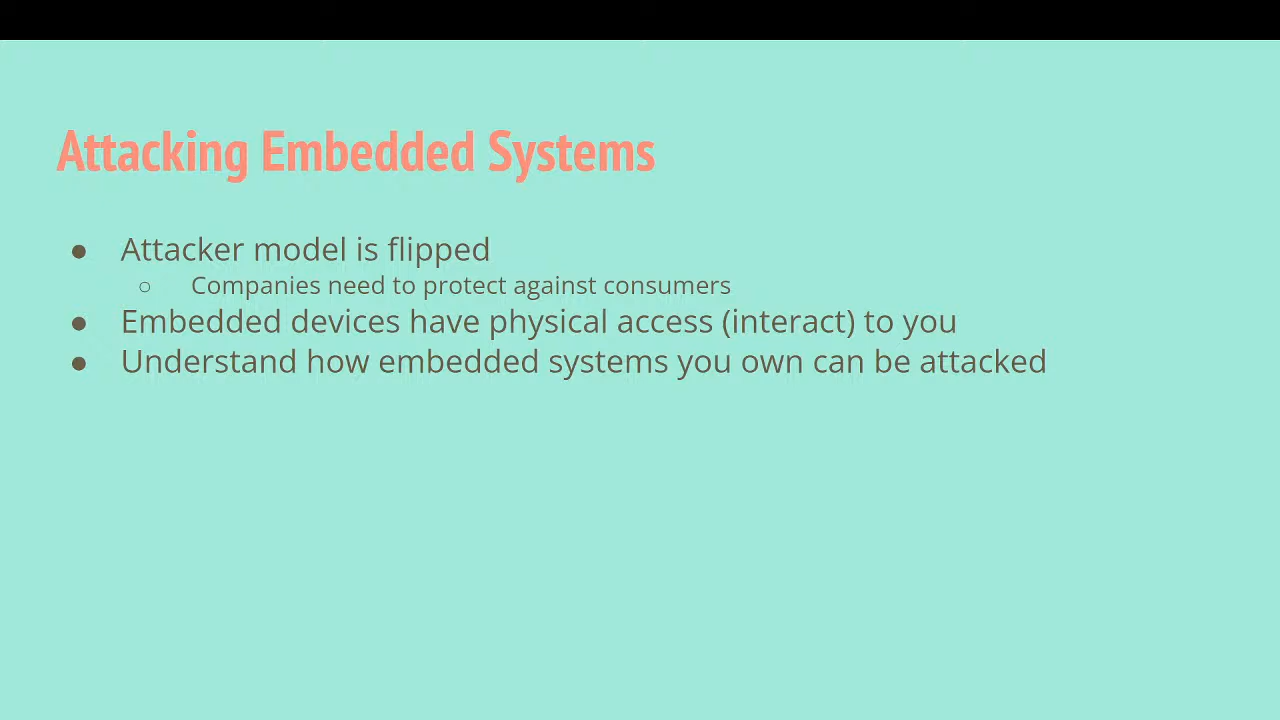 Attacking Embedded Systems
● Attacker model is flipped
○ Companies need to protect against consumers
● Embedded devices have physical access (interact) to you
● Understand how embedded systems you own can be attacked